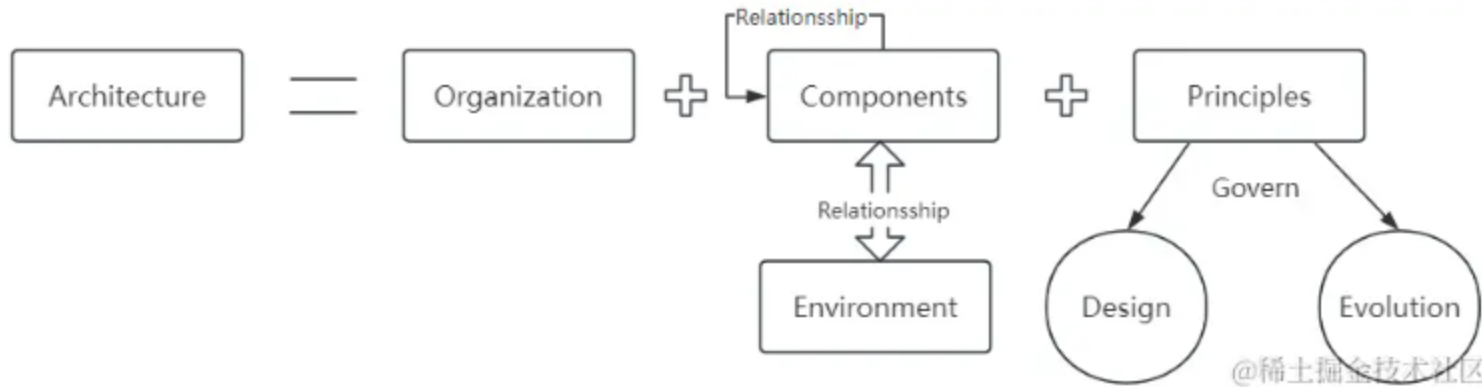 Relationsship
Architecture
Organization
Components
Principles
Govern
Relationsship
Environment
Design
Evolution
@稀土掘金技术社区